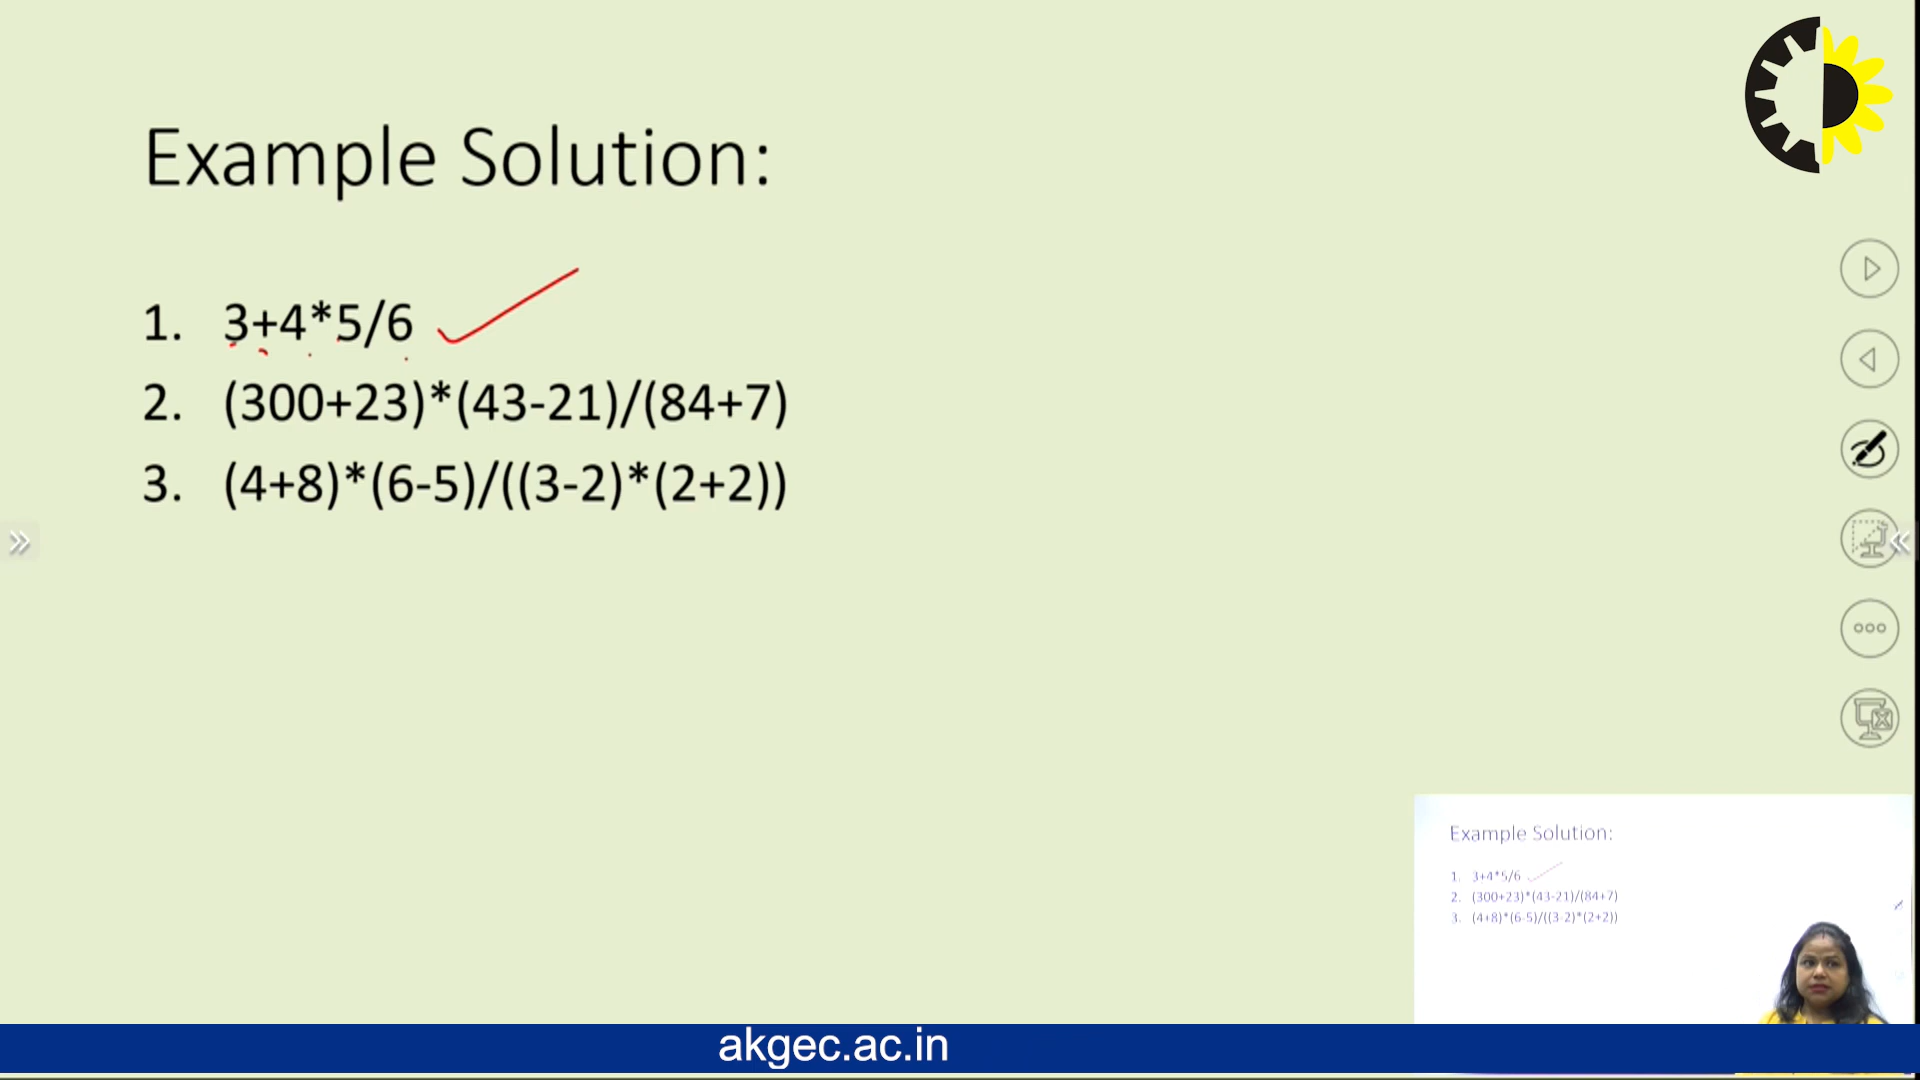 Example Solution:
1. 3+4*5/6
2. (300+23)*(43-21)/(84+7)
3. (4+8)*(6-5)/((3-2)*(2+2))
Example Solution:
1. 3+4*5/6
2. (300+23)*(43-21)/(84+7)
3. (4+8)*(6-5)/((3-2)*(2+2))
akgec.ac.in